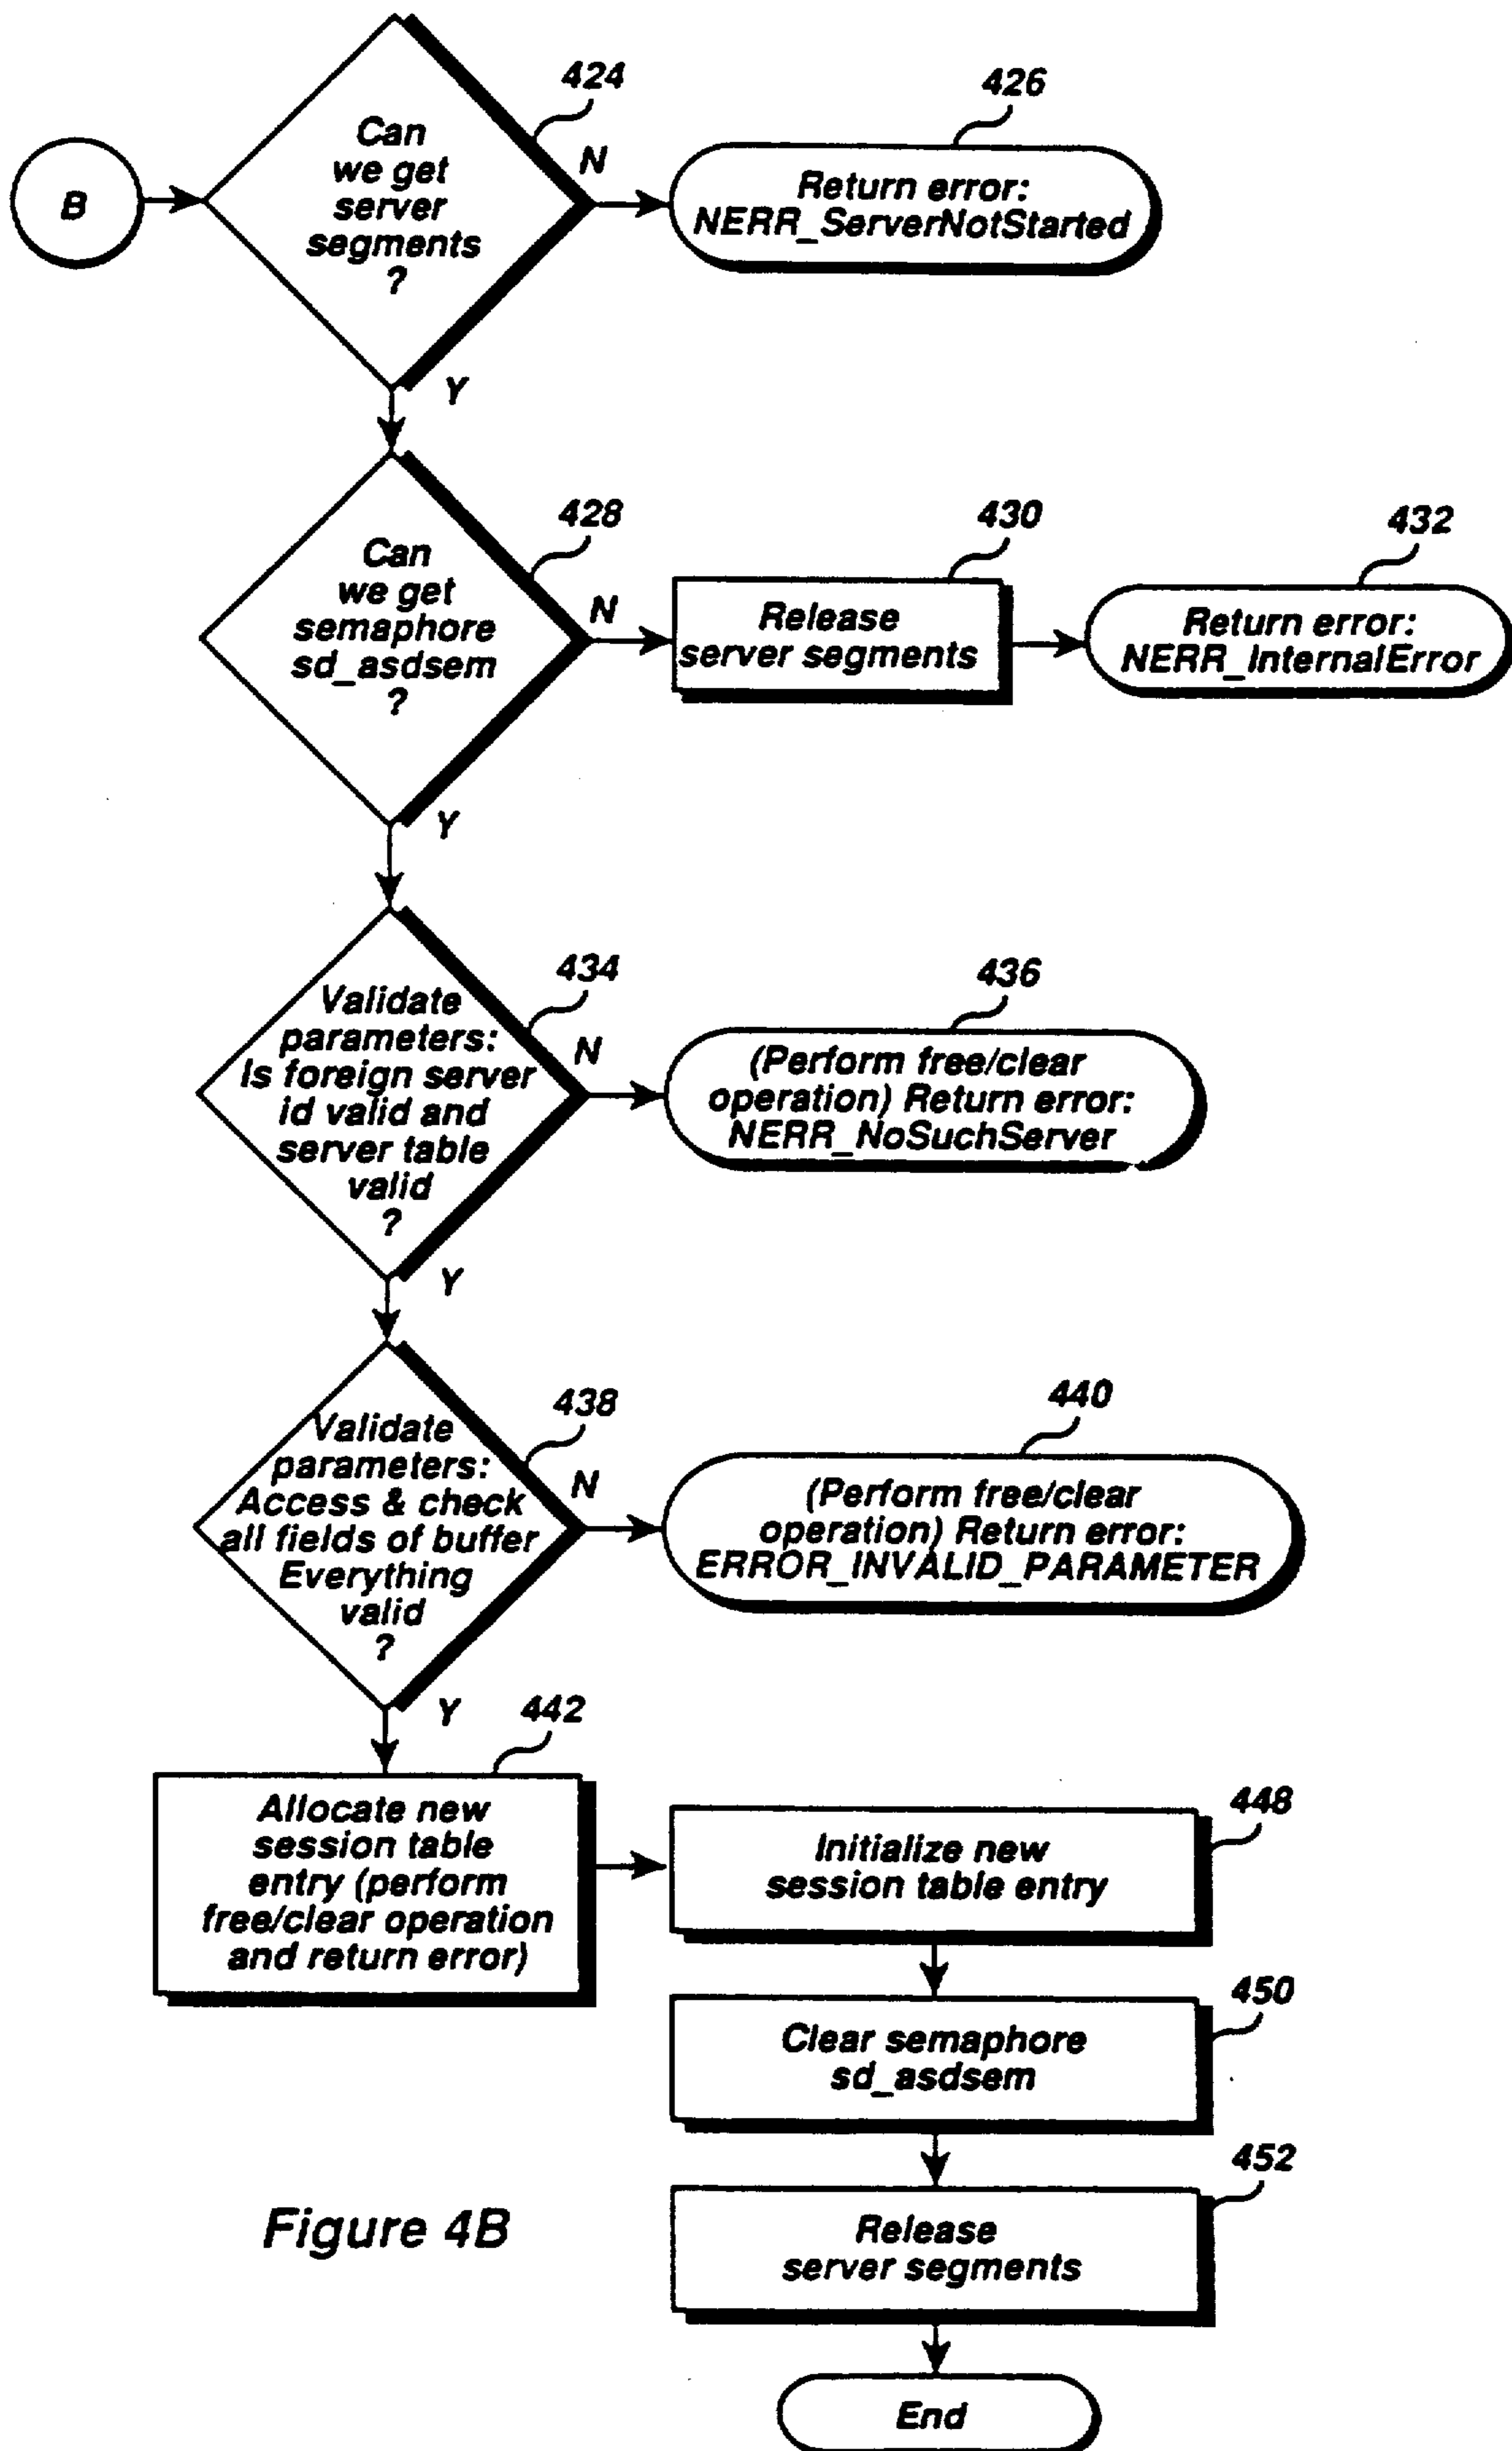 B
Can
we get
server
segments
?
424
N
426
Return error:
NERR_ServerNotStarted
Y
Can
we get
semaphore
sd_asdsem
?
428
N
430
Release
server segments
432
Return error:
NERR_InternalError
Y
Validate
parameters:
Is foreign server
id valid and
server table
valid
?
434
N
436
(Perform free/clear
operation) Return error:
NERR_NoSuchServer
Y
Validate
parameters:
Access & check
all fields of buffer
Everything
valid
?
438
N
440
(Perform free/clear
operation) Return error:
ERROR_INVALID_PARAMETER
Y
442
Allocate new
session table
entry (perform
free/clear operation
and return error)
448
Initialize new
session table entry
450
Clear semaphore
sd_asdsem
452
Release
server segments
End
Figure 4B